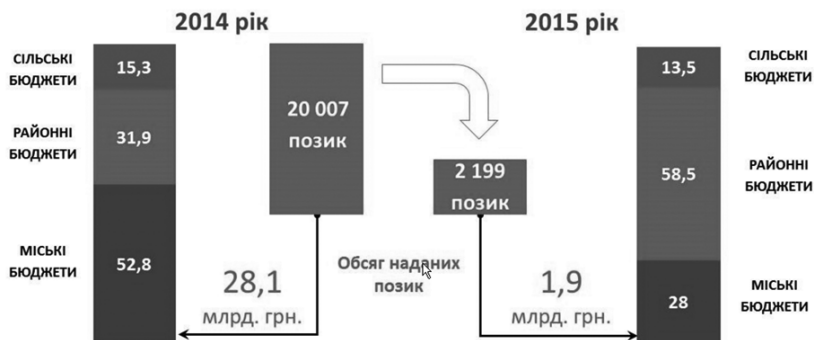 2014 рік
2015 рік
СІЛЬСЬКІ
БЮДЖЕТИ
15,3
РАЙОННІ
БЮДЖЕТИ
31,9
МІСЬКІ
БЮДЖЕТИ
52,8
20 007
позик
2 199
позик
28,1
млрд. грн.
Обсяг наданих
позик
1,9
млрд. грн.
13,5
СІЛЬСЬКІ
БЮДЖЕТИ
58,5
РАЙОННІ
БЮДЖЕТИ
28
МІСЬКІ
БЮДЖЕТИ